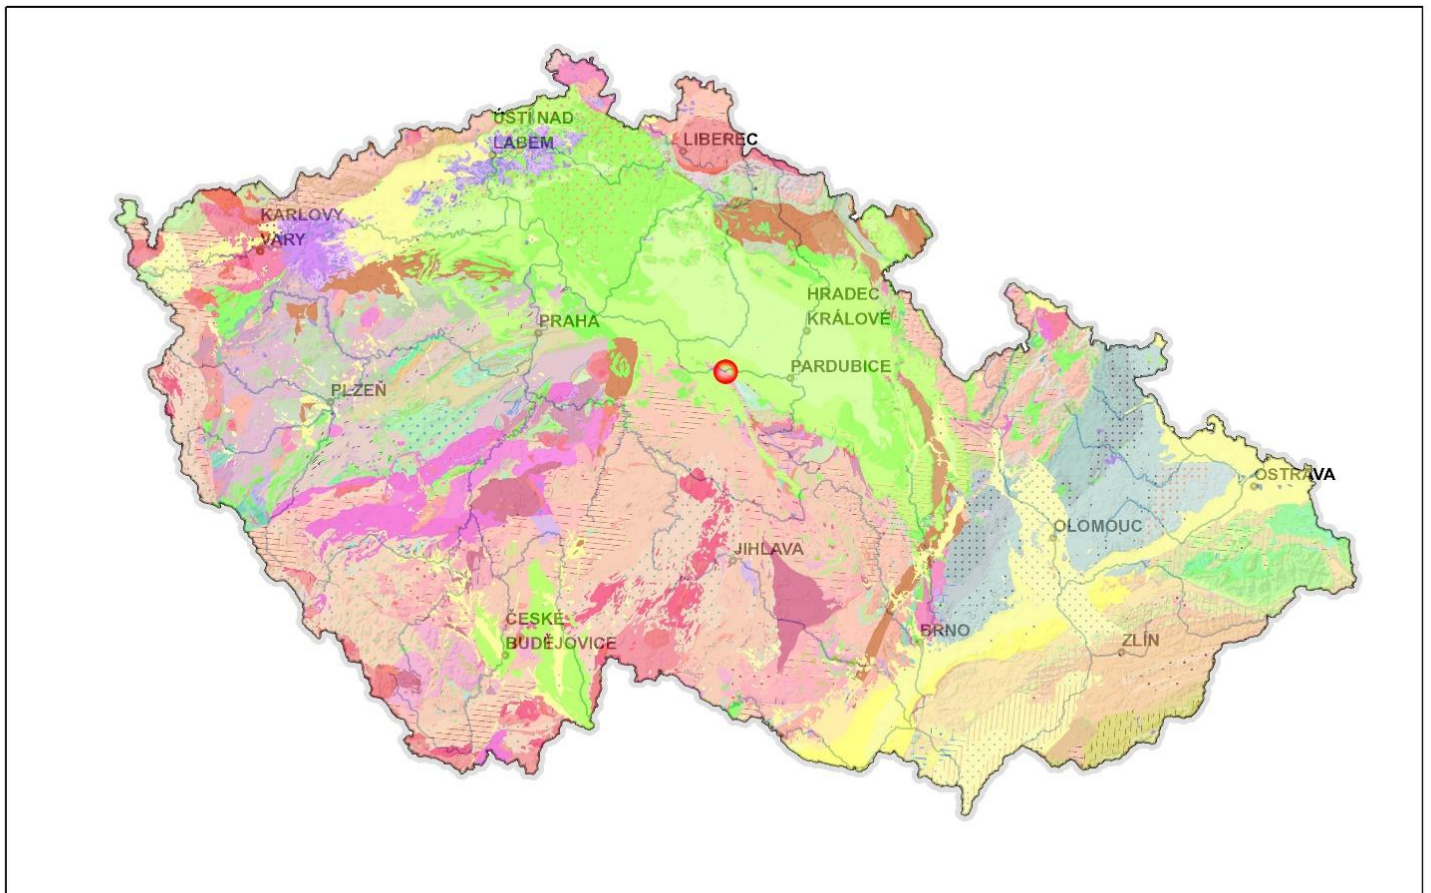 ÚSTÍ NAD
LABEM
LIBEREC
KARLOVY
VARY
HRADEC
KRÁLOVÉ
PRAHA
PARDUBICE
PLZEŇ
OSTRAVA
OLOMOUC
JIHLAVA
ČESKÉ
BUDĚJOVICE
BRNO
ZLÍN